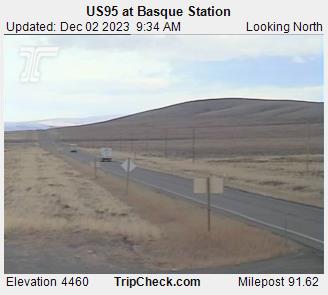 US95 at Basque Station
Updated: Dec 02 2023 9:34 AM Looking North
Elevation 4460 TripCheck.com Milepost 91.62